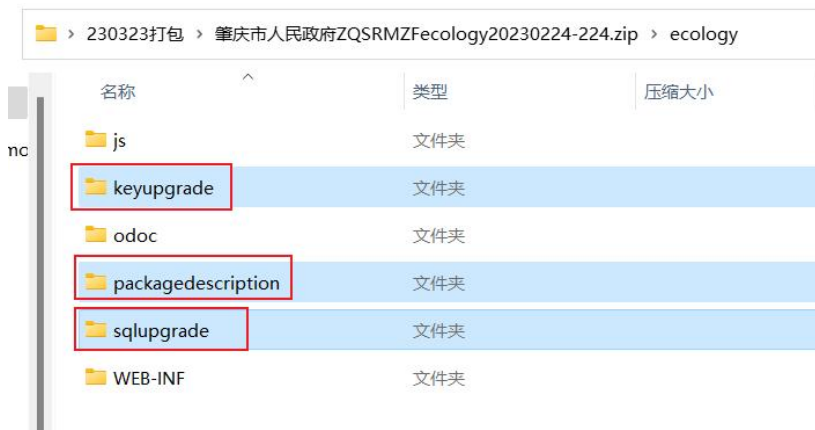 230323打包 > 肇庆市人民政府ZQSRMZFecology20230224-224.zip > ecology
名称 类型 压缩大小
js 文件夹
keyupgrade 文件夹
odoc 文件夹
packagedescription 文件夹
sqlupgrade 文件夹
WEB-INF 文件夹